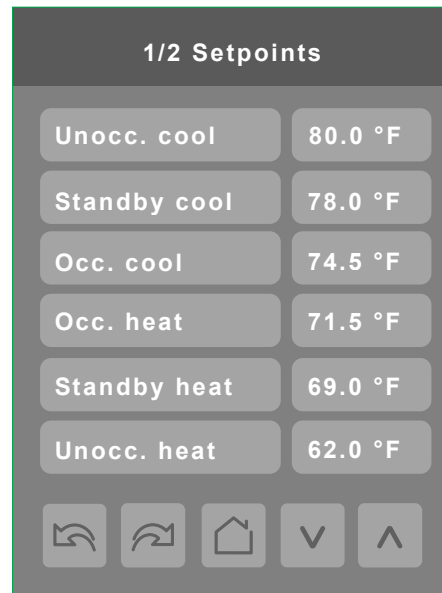 1/2 Setpoints
Unocc. cool 80.0 °F
Standby cool 78.0 °F
Occ. cool 74.5 °F
Occ. heat 71.5 °F
Standby heat 69.0 °F
Unocc. heat 62.0 °F